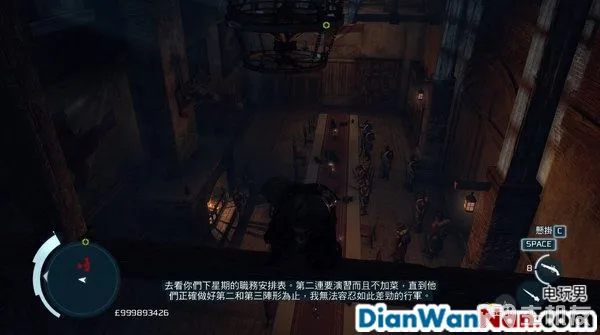 懸掛 C
SPACE
8
去看你們下星期的職務安排表。第二連要演習而且不加菜，直到他
們正確做好第二和第三陣形為止，我無法容忍如此差勁的行軍。
£999893426
电玩男
DianWanNan.com